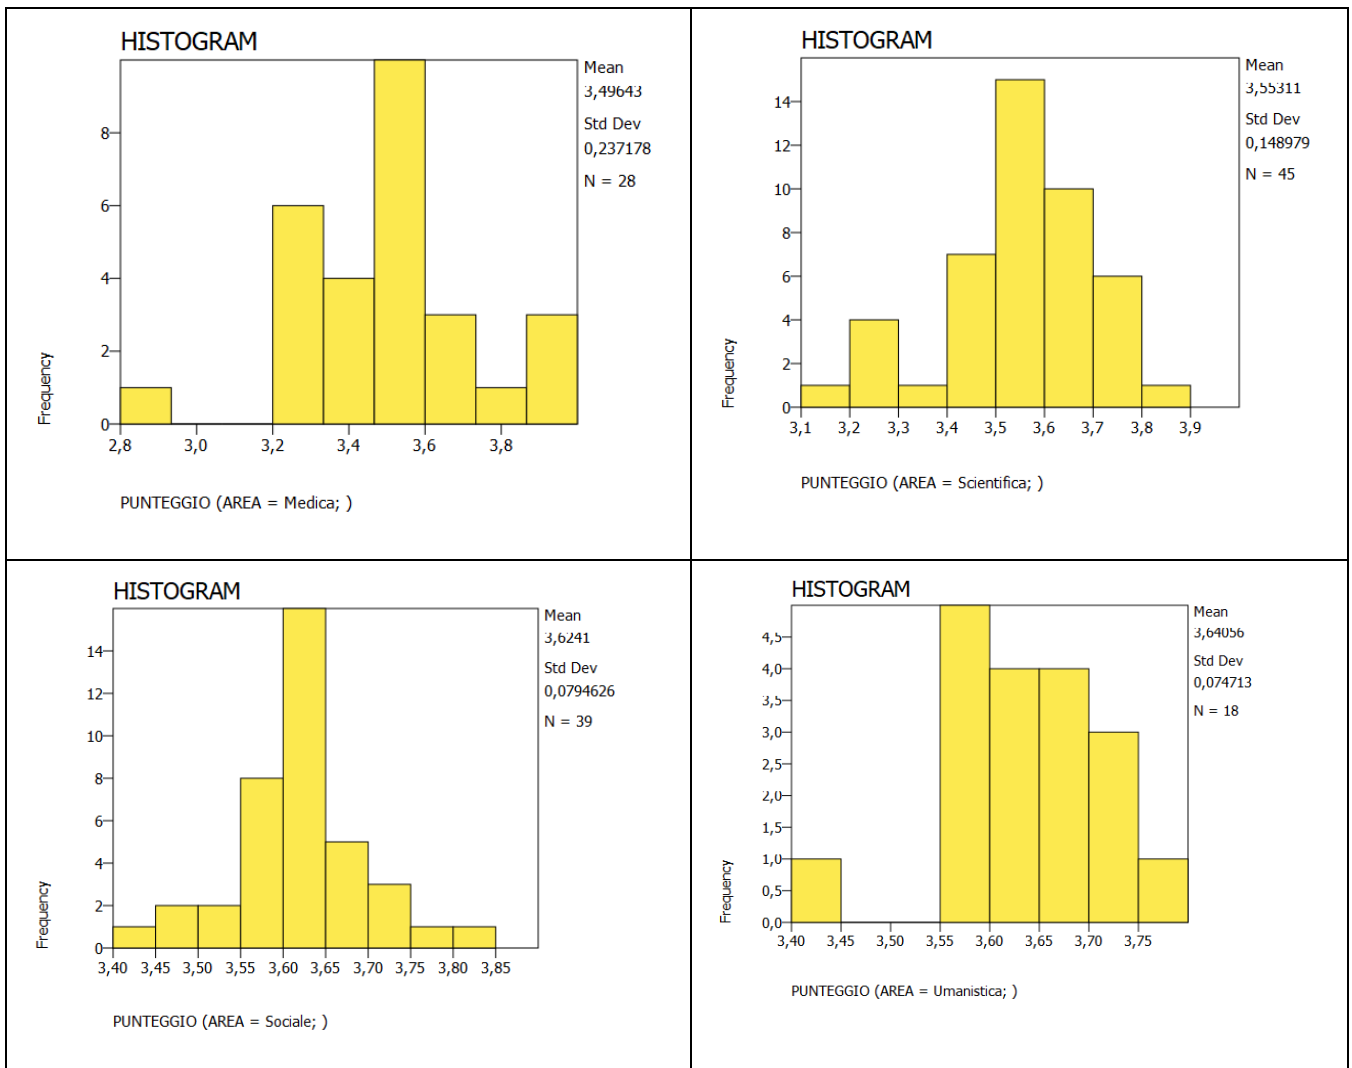 HISTOGRAM
Mean
3,49643
Std Dev
0,237178
N = 28
8
6
4
2
0
Frequency
2,8 3,0 3,2 3,4 3,6 3,8
PUNTEGGIO (AREA = Medica; )
HISTOGRAM
Mean
3,55311
Std Dev
0,148979
N = 45
14
12
10
8
6
4
2
0
Frequency
3,1 3,2 3,3 3,4 3,5 3,6 3,7 3,8 3,9
PUNTEGGIO (AREA = Scientifica; )
HISTOGRAM
Mean
3,6241
Std Dev
0,0794626
N = 39
14
12
10
8
6
4
2
0
Frequency
3,40 3,45 3,50 3,55 3,60 3,65 3,70 3,75 3,80 3,85
PUNTEGGIO (AREA = Sociale; )
HISTOGRAM
Mean
3,64056
Std Dev
0,074713
N = 18
4,5
4,0
3,5
3,0
2,5
2,0
1,5
1,0
0,5
0,0
Frequency
3,40 3,45 3,50 3,55 3,60 3,65 3,70 3,75
PUNTEGGIO (AREA = Umanistica; )